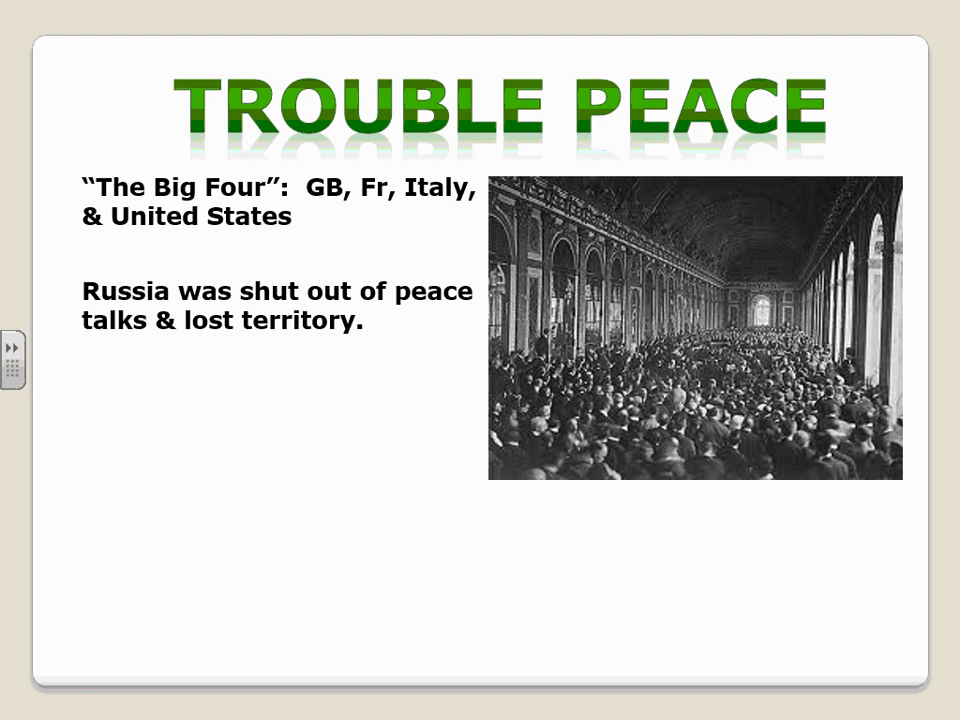 TROUBLE PEACE
“The Big Four”:  GB, Fr, Italy,
& United States
Russia was shut out of peace
talks & lost territory.